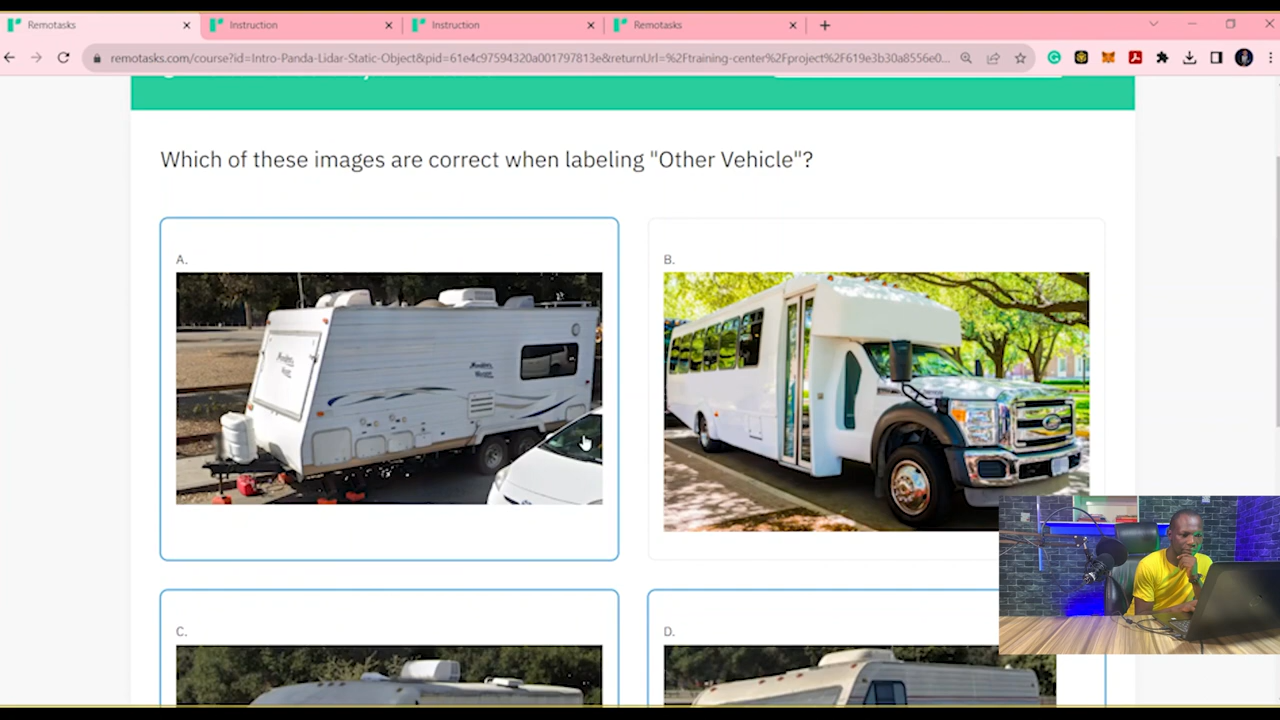 Remotasks
Instruction
Instruction
Remotasks
remotasks.com/course?id=Intro-Panda-Lidar-Static-Object&pid=61e4c97594320a001797813e&returnUrl=%2Ftraining-center%2Fproject%2F619e3b30a8556e0...
Which of these images are correct when labeling "Other Vehicle"?
A.
B.
C.
D.